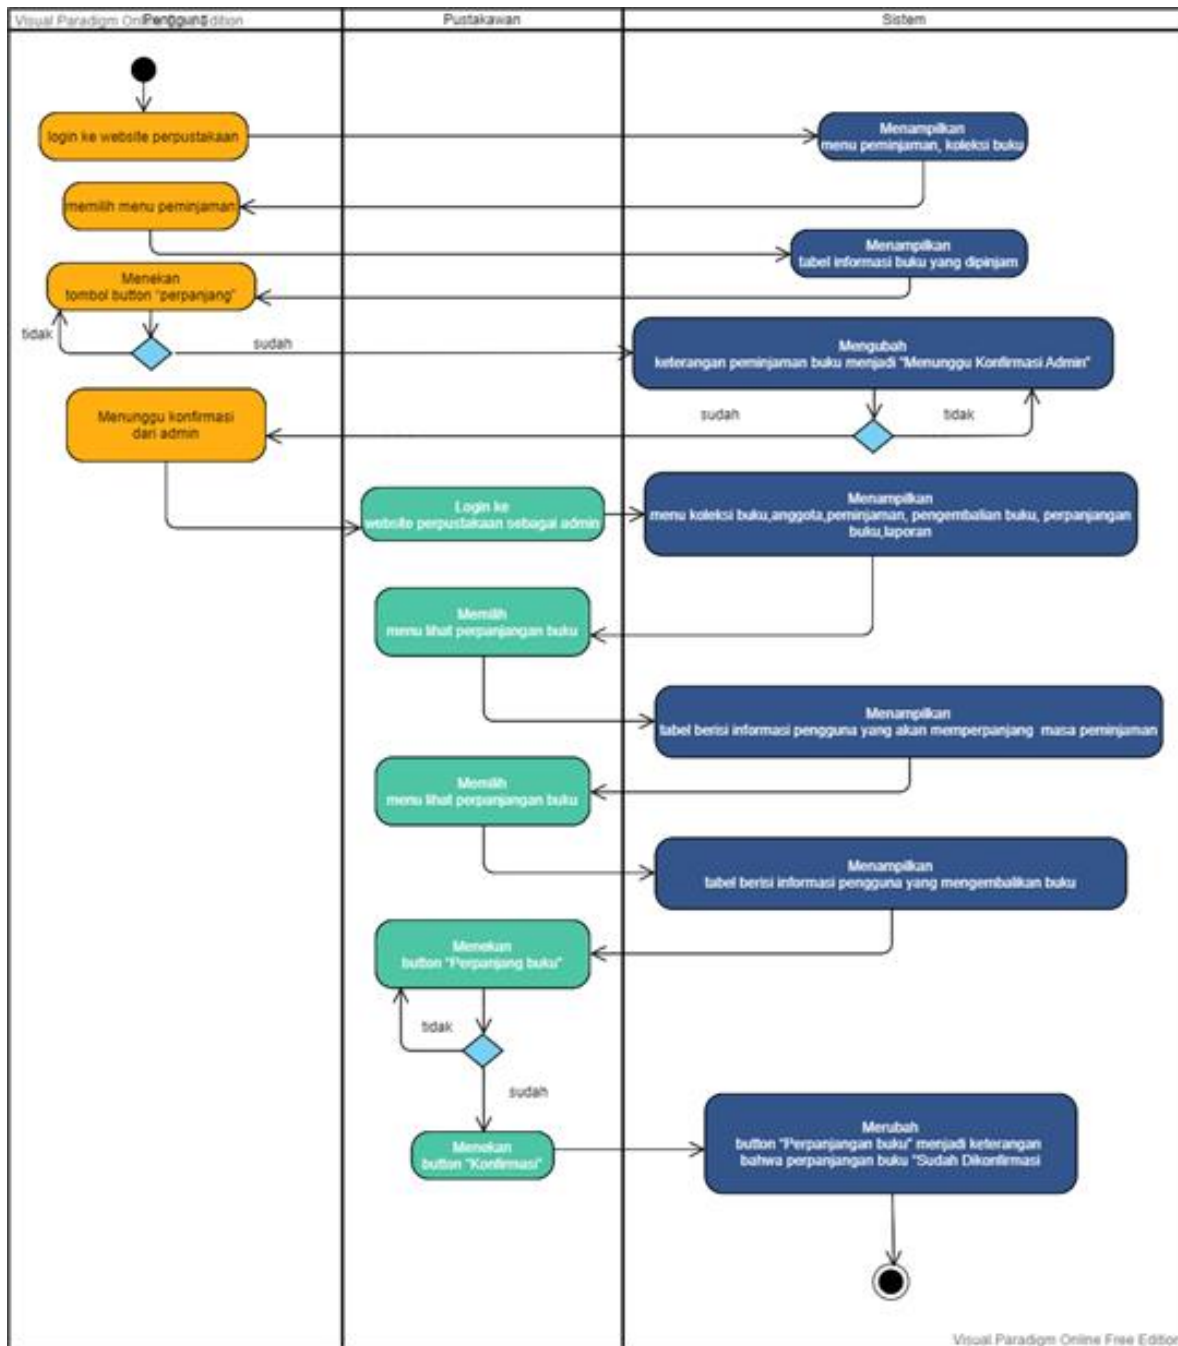 Visual Paradigm Online Free Edition
Pengguna
Pustakawan
Sistem
login ke website perpustakaan
Menampilkan
menu peminjaman, koleksi buku
memilih menu peminjaman
Menampilkan
tabel informasi buku yang dipinjam
Menekan
tombol button "perpanjang"
tidak
sudah
Mengubah
keterangan peminjaman buku menjadi "Menunggu Konfirmasi Admin"
Menunggu konfirmasi
dari admin
sudah
tidak
Login ke
website perpustakaan sebagai admin
Menampilkan
menu koleksi buku,anggota,peminjaman, pengembalian buku, perpanjangan
buku,laporan
Memilih
menu lihat perpanjangan buku
Menampilkan
tabel berisi informasi pengguna yang akan memperpanjang masa peminjaman
Memilih
menu lihat perpanjangan buku
Menampilkan
tabel berisi informasi pengguna yang mengembalikan buku
Menekan
button "Perpanjang buku"
tidak
sudah
Menekan
button "Konfirmasi"
Merubah
button "Perpanjangan buku" menjadi keterangan
bahwa perpanjangan buku "Sudah Dikonfirmasi
Visual Paradigm Online Free Edition